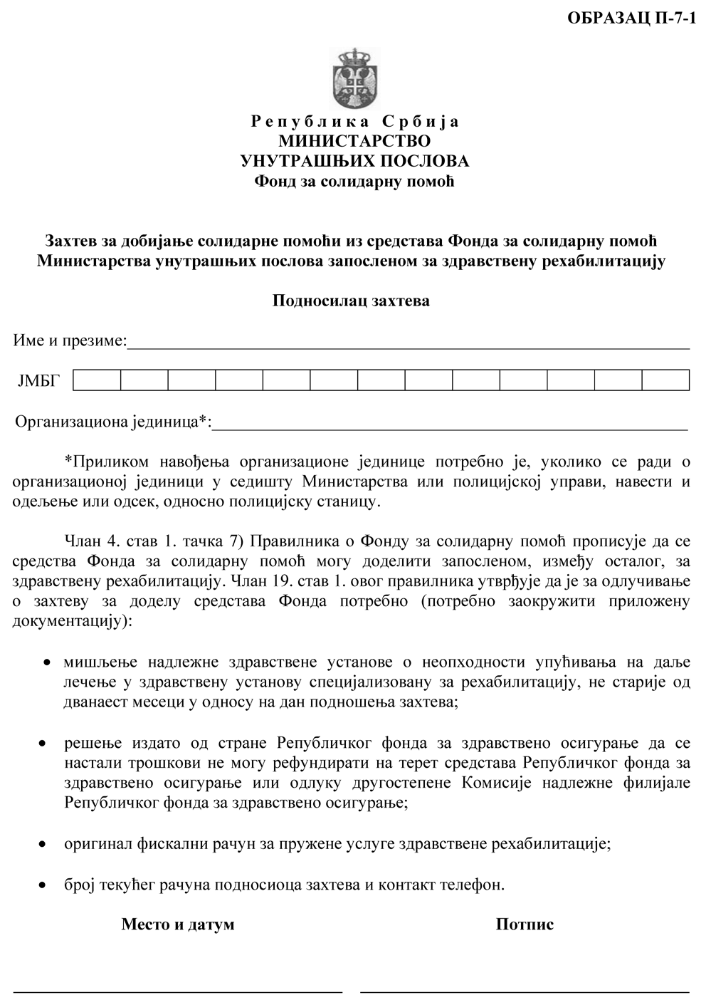 ОБРАЗАЦ П-7-1
Р е п у б л и к а  С р б и ј а
МИНИСТАРСТВО
УНУТРАШЊИХ ПОСЛОВА
Фонд за солидарну помоћ
Захтев за добијање солидарне помоћи из средстава Фонда за солидарну помоћ
Министарства унутрашњих послова запосленом за здравствену рехабилитацију
Подносилац захтева
Име и презиме:
ЈМБГ
Организациона јединица*:
*Приликом навођења организационе јединице потребно је, уколико се ради о
организационој јединици у седишту Министарства или полицијској управи, навести и
одељење или одсек, односно полицијску станицу.
Члан 4. став 1. тачка 7) Правилника о Фонду за солидарну помоћ прописује да се
средства Фонда за солидарну помоћ могу доделити запосленом, између осталог, за
здравствену рехабилитацију. Члан 19. став 1. овог правилника утврђује да је за одлучивање
о захтеву за доделу средстава Фонда потребно (потребно заокружити приложену
документацију):
• мишљење надлежне здравствене установе о неопходности упућивања на даље
лечење у здравствену установу специјализовану за рехабилитацију, не старије од
дванаест месеци у односу на дан подношења захтева;
• решење издато од стране Републичког фонда за здравствено осигурање да се
настали трошкови не могу рефундирати на терет средстава Републичког фонда за
здравствено осигурање или одлуку другостепене Комисије надлежне филијале
Републичког фонда за здравствено осигурање;
• оригинал фискални рачун за пружене услуге здравствене рехабилитације;
• број текућег рачуна подносиоца захтева и контакт телефон.
Место и датум
Потпис